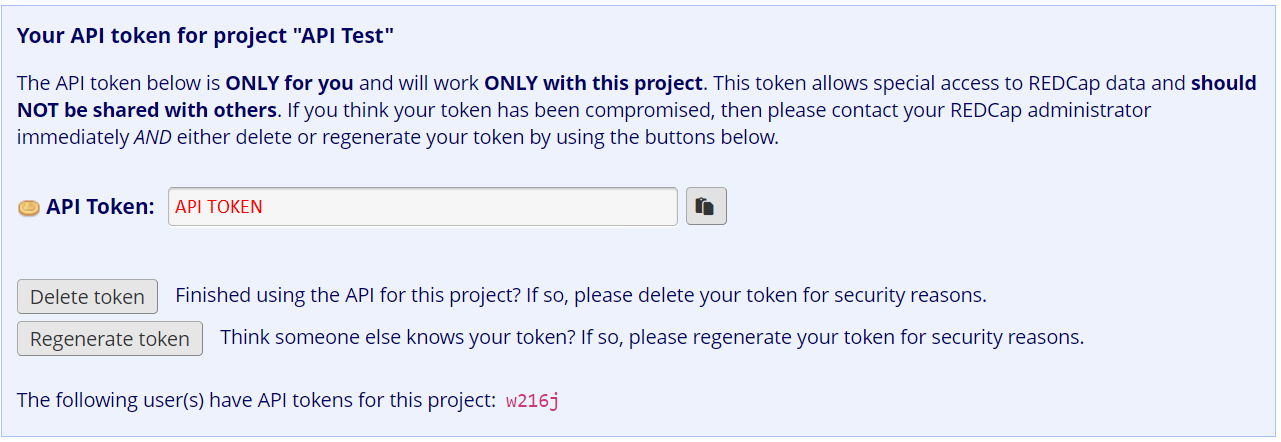 Your API token for project "API Test"
The API token below is ONLY for you and will work ONLY with this project. This token allows special access to REDCap data and should
NOT be shared with others. If you think your token has been compromised, then please contact your REDCap administrator
immediately AND either delete or regenerate your token by using the buttons below.
API Token: API TOKEN
Delete token Finished using the API for this project? If so, please delete your token for security reasons.
Regenerate token Think someone else knows your token? If so, please regenerate your token for security reasons.
The following user(s) have API tokens for this project: w216j